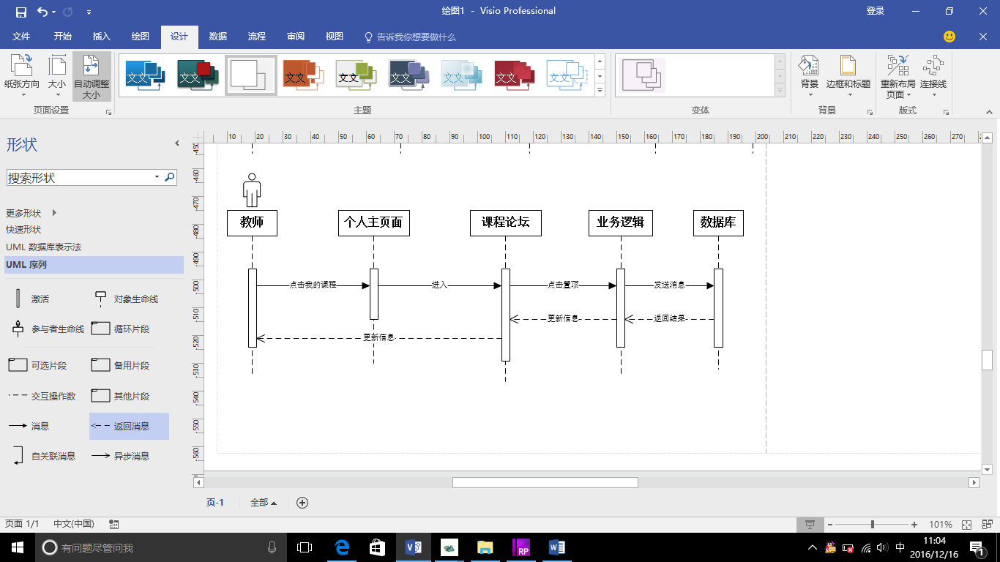 绘图1 - Visio Professional
登录
文件 开始 插入 绘图 设计 数据 流程 审阅 视图 告诉我你想要做什么
纸张方向 大小 自动调整大小
文文 文文 文文 文文 文文 文文 文文 文文
背景 边框和标题 重新布局页面 连接线
页面设置 主题 变体 背景 版式
形状
搜索形状
更多形状
快速形状
UML 数据库表示法
UML 序列
激活 对象生命线
参与者生命线 循环片段
可选片段 备用片段
交互操作数 其他片段
消息 返回消息
自关联消息 异步消息
10 20 30 40 50 60 70 80 90 100 110 120 130 140 150 160 170 180 190 200 210 220 230 240 250 260 270
-450 -460 -470 -480 -490 -500 -510 -520 -530 -540 -550 -560
教师 个人主页面 课程论坛 业务逻辑 数据库
点击我的课程 进入 点击置顶 发送消息
更新信息 返回结果
更新信息
页-1 全部
页面 1/1 中文(中国) 101%
有问题尽管问我
RP
中
11:04
2016/12/16
1